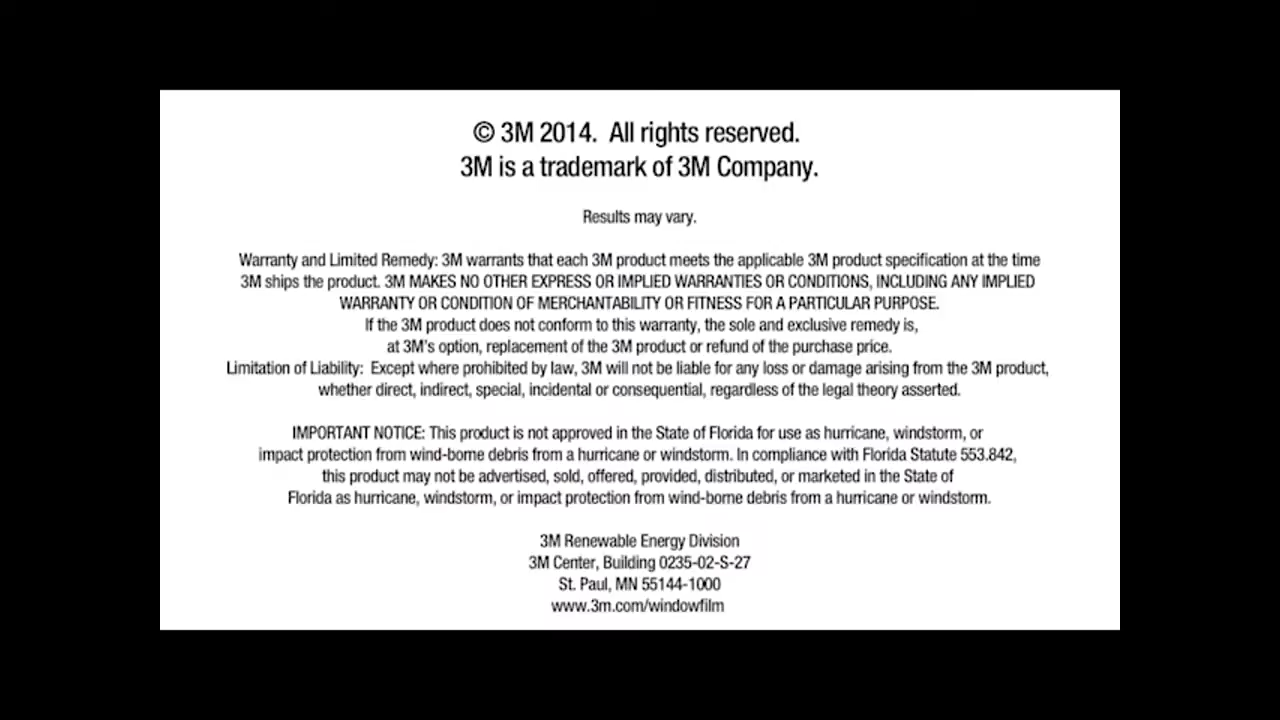 © 3M 2014. All rights reserved.
3M is a trademark of 3M Company.
Results may vary.
Warranty and Limited Remedy: 3M warrants that each 3M product meets the applicable 3M product specification at the time
3M ships the product. 3M MAKES NO OTHER EXPRESS OR IMPLIED WARRANTIES OR CONDITIONS, INCLUDING ANY IMPLIED
WARRANTY OR CONDITION OF MERCHANTABILITY OR FITNESS FOR A PARTICULAR PURPOSE.
If the 3M product does not conform to this warranty, the sole and exclusive remedy is,
at 3M's option, replacement of the 3M product or refund of the purchase price.
Limitation of Liability: Except where prohibited by law, 3M will not be liable for any loss or damage arising from the 3M product,
whether direct, indirect, special, incidental or consequential, regardless of the legal theory asserted.
IMPORTANT NOTICE: This product is not approved in the State of Florida for use as hurricane, windstorm, or
impact protection from wind-borne debris from a hurricane or windstorm. In compliance with Florida Statute 553.842,
this product may not be advertised, sold, offered, provided, distributed, or marketed in the State of
Florida as hurricane, windstorm, or impact protection from wind-borne debris from a hurricane or windstorm.
3M Renewable Energy Division
3M Center, Building 0235-02-S-27
St. Paul, MN 55144-1000
www.3m.com/windowfilm